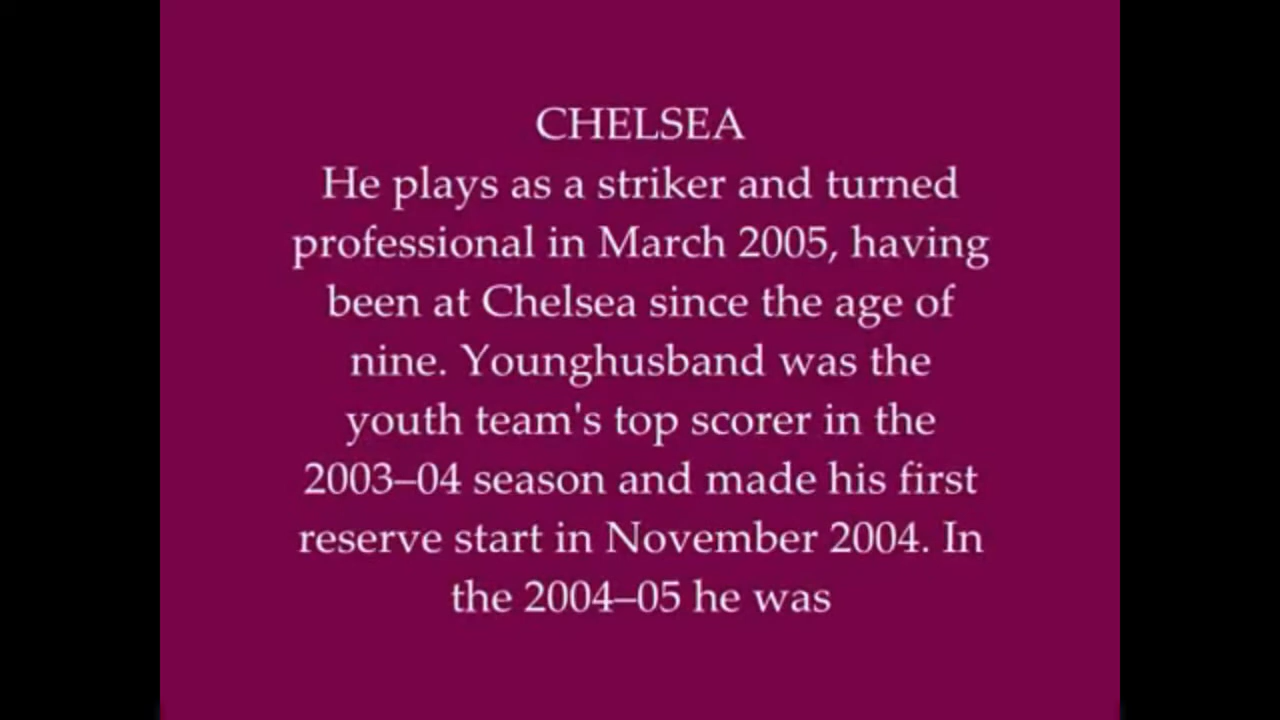 CHELSEA
He plays as a striker and turned
professional in March 2005, having
been at Chelsea since the age of
nine. Younghusband was the
youth team's top scorer in the
2003–04 season and made his first
reserve start in November 2004. In
the 2004–05 he was